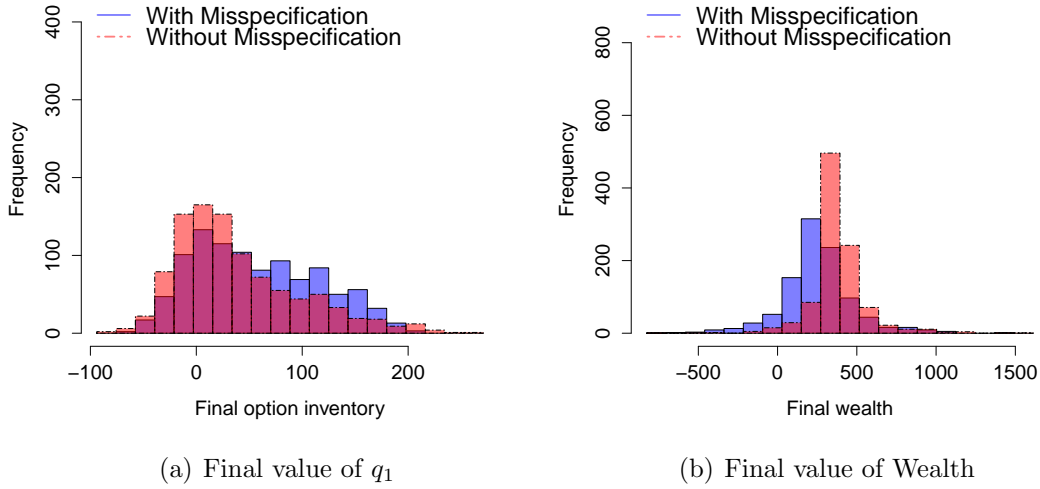 With Misspecification
Without Misspecification
Frequency
0 100 200 300 400
−100 0 100 200
Final option inventory
(a) Final value of q1
With Misspecification
Without Misspecification
Frequency
0 200 400 600 800
−500 0 500 1000 1500
Final wealth
(b) Final value of Wealth